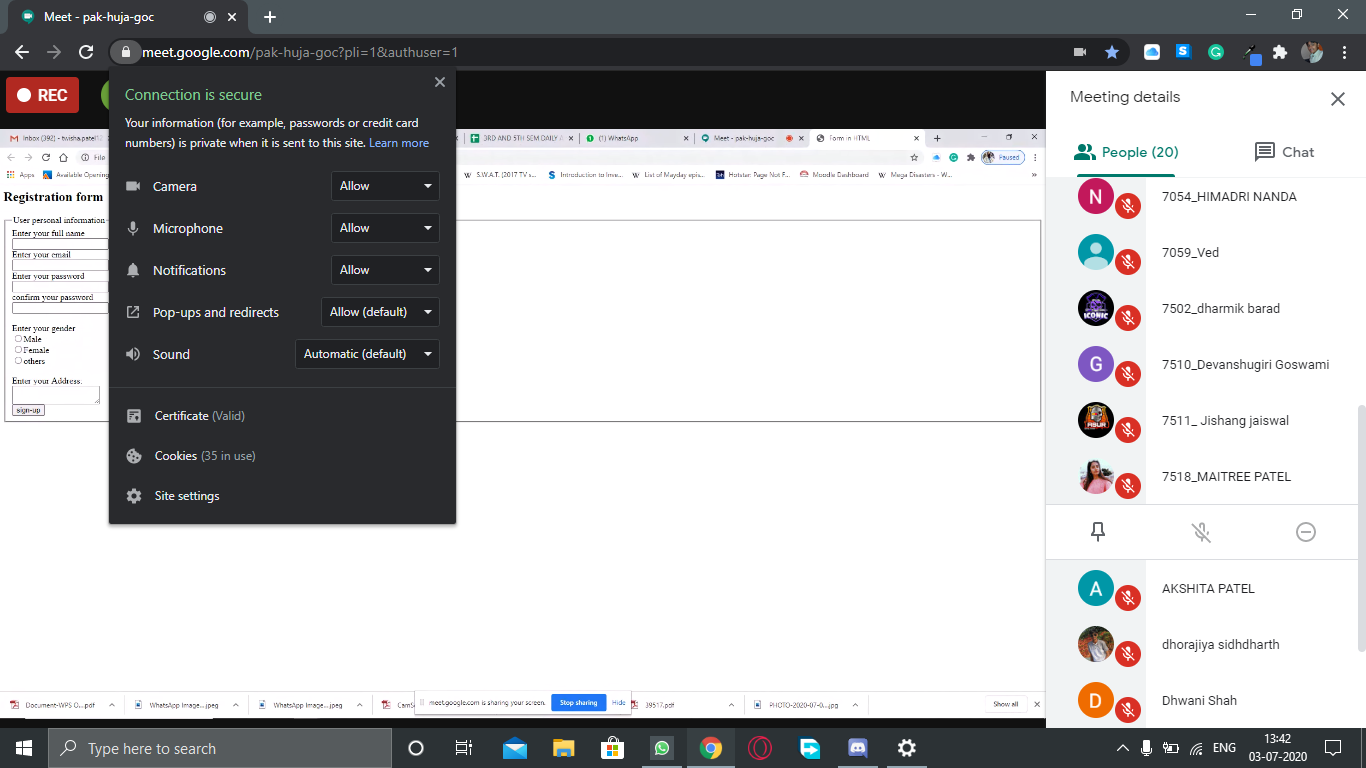 Meet - pak-huja-goc
meet.google.com/pak-huja-goc?pli=1&authuser=1
REC
Connection is secure
Your information (for example, passwords or credit card
numbers) is private when it is sent to this site. Learn more
Camera Allow
Microphone Allow
Notifications Allow
Pop-ups and redirects Allow (default)
Sound Automatic (default)
Certificate (Valid)
Cookies (35 in use)
Site settings
Inbox (392) - twisha.patel
3RD AND 5TH SEM DAILY
(1) WhatsApp
Meet - pak-huja-goc
Form in HTML
File
Paused
Apps
Available Opening
S.W.A.T. (2017 TV s...
Introduction to Inve...
List of Mayday epis...
Hotstar: Page Not F...
Moodle Dashboard
Mega Disasters - W...
Registration form
User personal information
Enter your full name
Enter your email
Enter your password
confirm your password
Enter your gender
Male
Female
others
Enter your Address:
sign-up
Document-WPS O....pdf
WhatsApp Image....jpeg
WhatsApp Image....jpeg
CamS
meet.google.com is sharing your screen.
Stop sharing
Hide
39517.pdf
PHOTO-2020-07-0....jpg
Show all
Meeting details
People (20)
Chat
N
7054_HIMADRI NANDA
7059_Ved
ICONIC
7502_dharmik barad
G
7510_Devanshugiri Goswami
7511_ Jishang jaiswal
7518_MAITREE PATEL
A
AKSHITA PATEL
dhorajiya sidhdharth
D
Dhwani Shah
Type here to search
ENG
13:42
03-07-2020